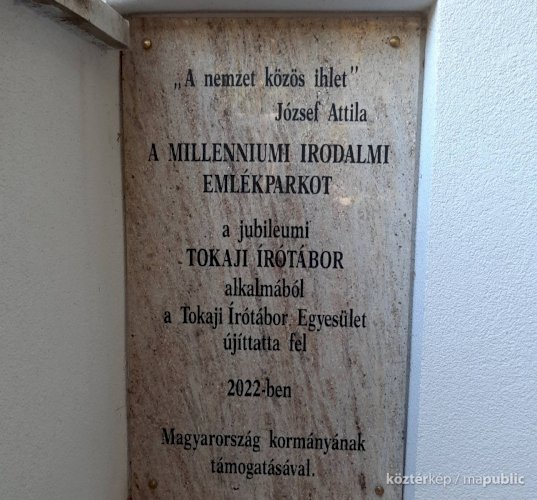 „A nemzet közös ihlet”
József Attila
A MILLENNIUMI IRODALMI
EMLÉKPARKOT
a jubileumi
TOKAJI ÍRÓTÁBOR
alkalmából
a Tokaji Írótábor Egyesület
újíttatta fel
2022-ben
Magyarország kormányának
támogatásával.
köztérkép / mapublic